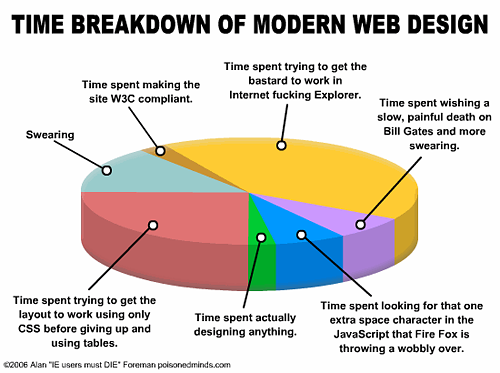 TIME BREAKDOWN OF MODERN WEB DESIGN
Time spent trying to get the
bastard to work in
Internet fucking Explorer.
Time spent making the
site W3C compliant.
Time spent wishing a
slow, painful death on
Bill Gates and more
swearing.
Swearing
Time spent trying to get the
layout to work using only
CSS before giving up and
using tables.
Time spent actually
designing anything.
Time spent looking for that one
extra space character in the
JavaScript that Fire Fox is
throwing a wobbly over.
©2006 Alan "IE users must DIE" Foreman poisonedminds.com